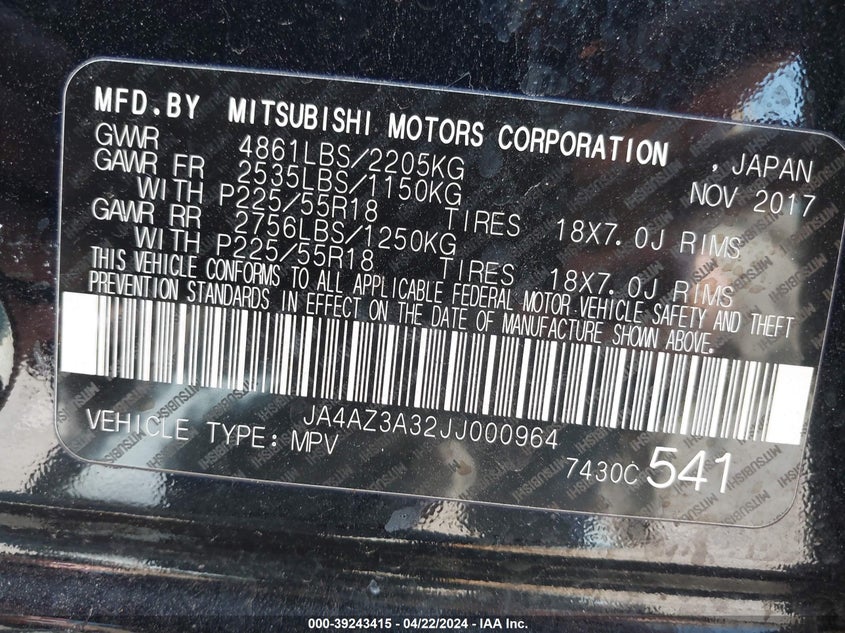 MFD.BY MITSUBISHI MOTORS CORPORATION , JAPAN
GWWR 4861LBS/2205KG NOV 2017
GAWR FR 2535LBS/1150KG
WITH P225/55R18 TIRES 18X7.0J RIMS
GAWR RR 2756LBS/1250KG
WITH P225/55R18 TIRES 18X7.0J RIMS
THIS VEHICLE CONFORMS TO ALL APPLICABLE FEDERAL MOTOR VEHICLE SAFETY AND THEFT
PREVENTION STANDARDS IN EFFECT ON THE DATE OF MANUFACTURE SHOWN ABOVE.
JA4AZ3A32JJ000964
VEHICLE TYPE: MPV 7430C 541
000-39243415 - 04/22/2024 - IAA Inc.